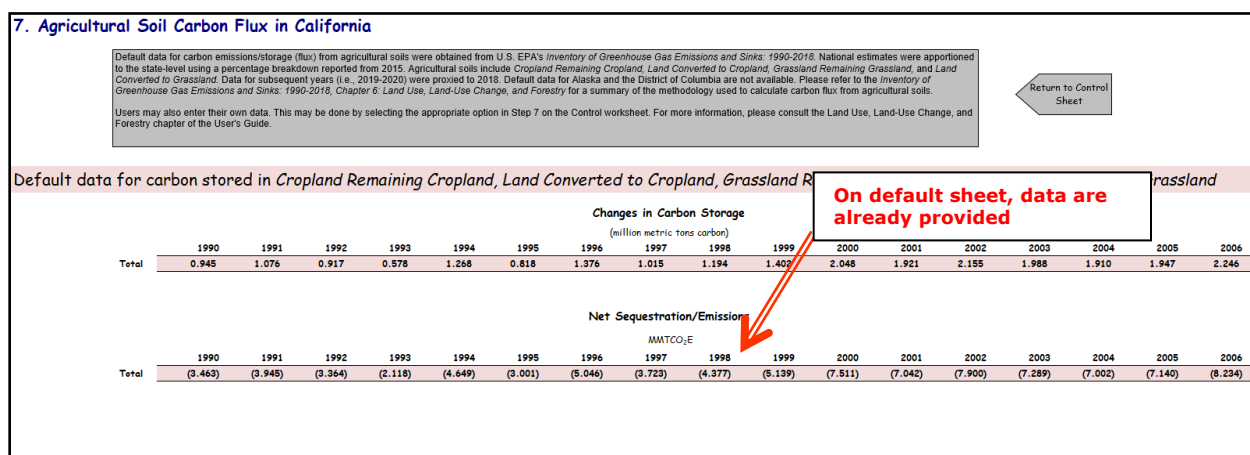 7. Agricultural Soil Carbon Flux in California
Default data for carbon emissions/storage (flux) from agricultural soils were obtained from U.S. EPA's Inventory of Greenhouse Gas Emissions and Sinks: 1990-2018. National estimates were apportioned
to the state-level using a percentage breakdown reported from 2015. Agricultural soils include Cropland Remaining Cropland, Land Converted to Cropland, Grassland Remaining Grassland, and Land
Converted to Grassland. Data for subsequent years (i.e., 2019-2020) were proxied to 2018. Default data for Alaska and the District of Columbia are not available. Please refer to the Inventory of
Greenhouse Gas Emissions and Sinks: 1990-2018, Chapter 6: Land Use, Land-Use Change, and Forestry for a summary of the methodology used to calculate carbon flux from agricultural soils.
Users may also enter their own data. This may be done by selecting the appropriate option in Step 7 on the Control worksheet. For more information, please consult the Land Use, Land-Use Change, and
Forestry chapter of the User's Guide.
Return to Control
Sheet
Default data for carbon stored in Cropland Remaining Cropland, Land Converted to Cropland, Grassland R rassland
On default sheet, data are
already provided
Changes in Carbon Storage
(million metric tons carbon)
1990 1991 1992 1993 1994 1995 1996 1997 1998 1999 2000 2001 2002 2003 2004 2005 2006
Total 0.945 1.076 0.917 0.578 1.268 0.818 1.376 1.015 1.194 1.402 2.048 1.921 2.155 1.988 1.910 1.947 2.246
Net Sequestration/Emissions
MMTCO₂E
1990 1991 1992 1993 1994 1995 1996 1997 1998 1999 2000 2001 2002 2003 2004 2005 2006
Total (3.463) (3.945) (3.364) (2.118) (4.649) (3.001) (5.046) (3.723) (4.377) (5.139) (7.511) (7.042) (7.900) (7.289) (7.002) (7.140) (8.234)